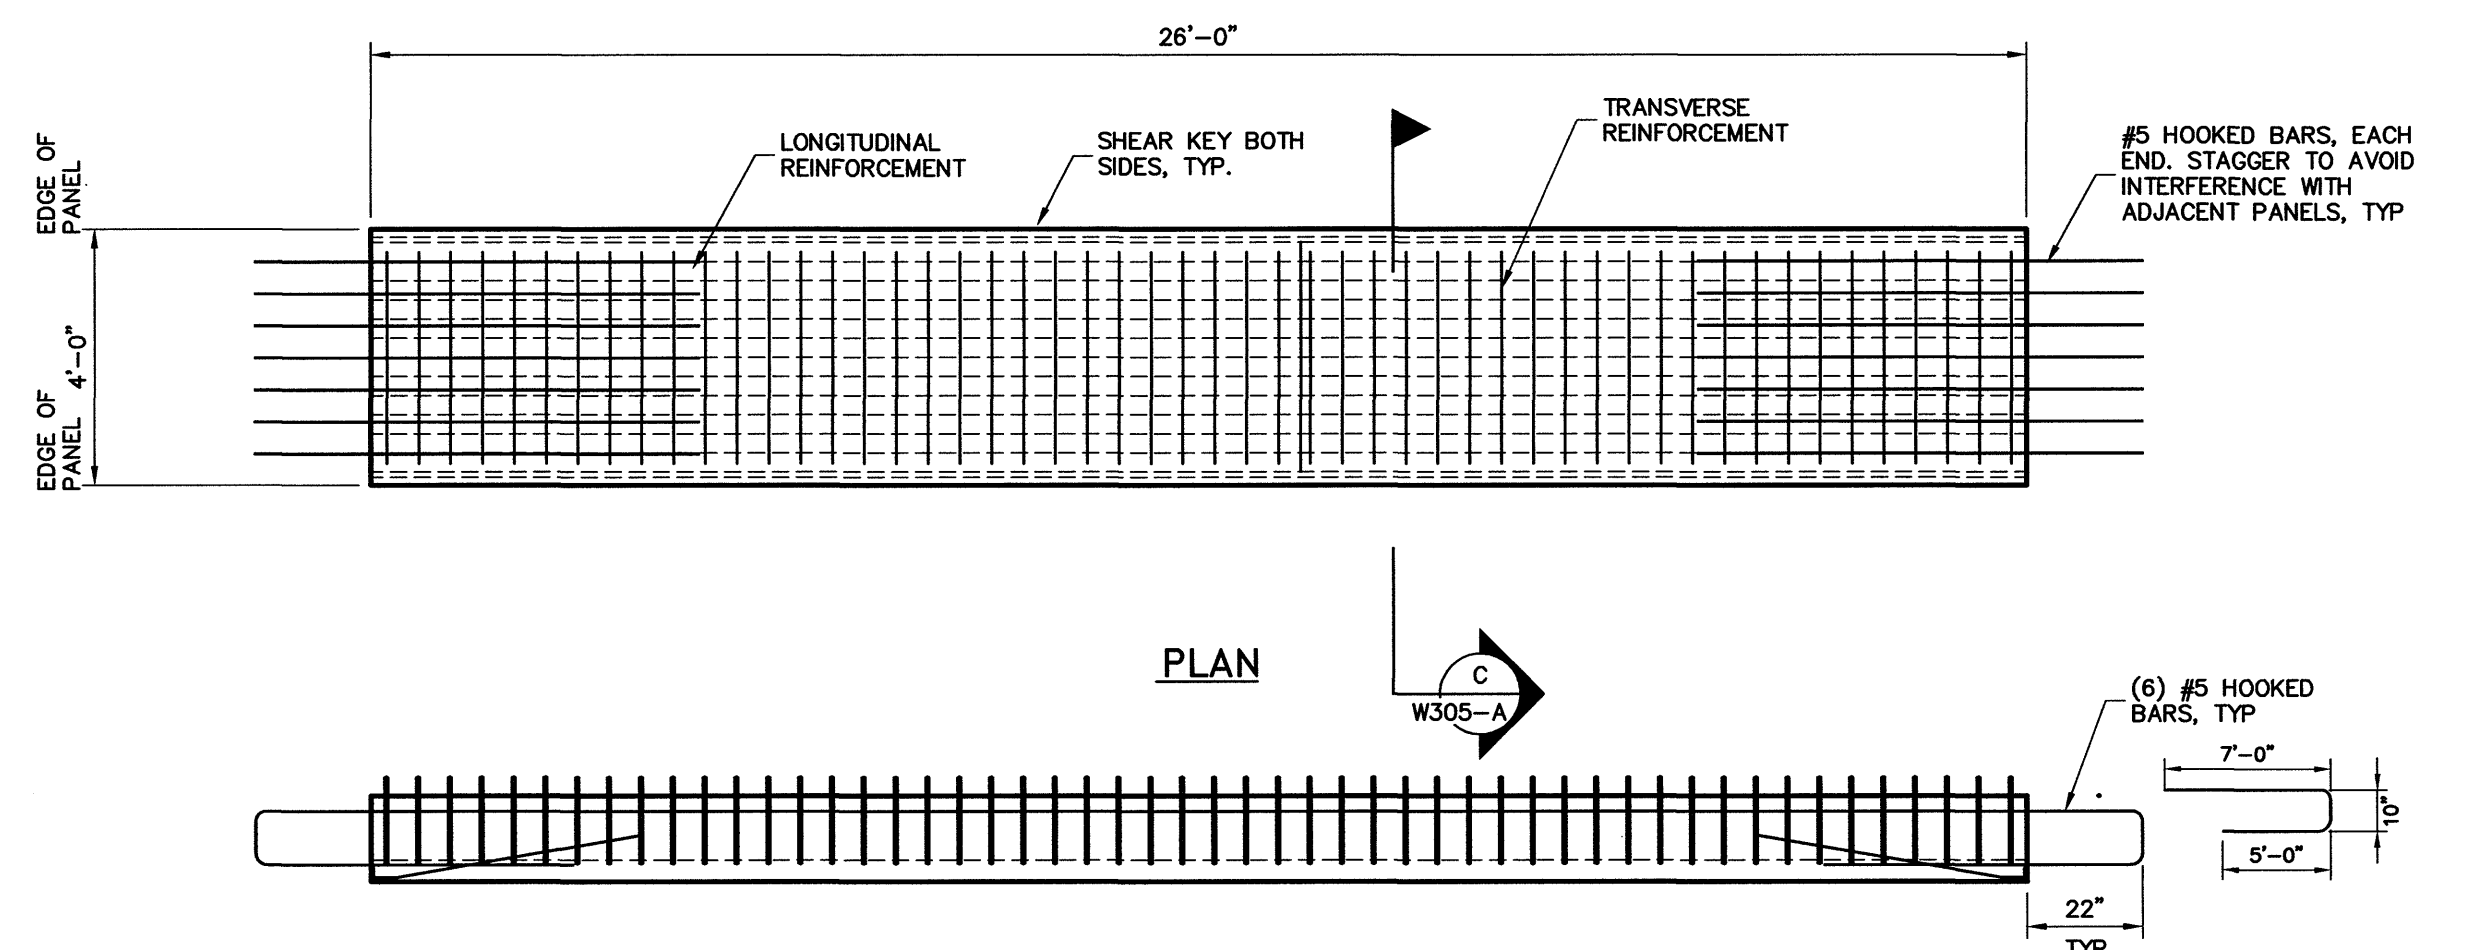 26'-0"
LONGITUDINAL
REINFORCEMENT
SHEAR KEY BOTH
SIDES, TYP.
TRANSVERSE
REINFORCEMENT
#5 HOOKED BARS, EACH
END. STAGGER TO AVOID
INTERFERENCE WITH
ADJACENT PANELS, TYP
EDGE OF
PANEL
4'-0"
EDGE OF
PANEL
PLAN
C
W305-A
(6) #5 HOOKED
BARS, TYP
7'-0"
10"
5'-0"
22"
TYP